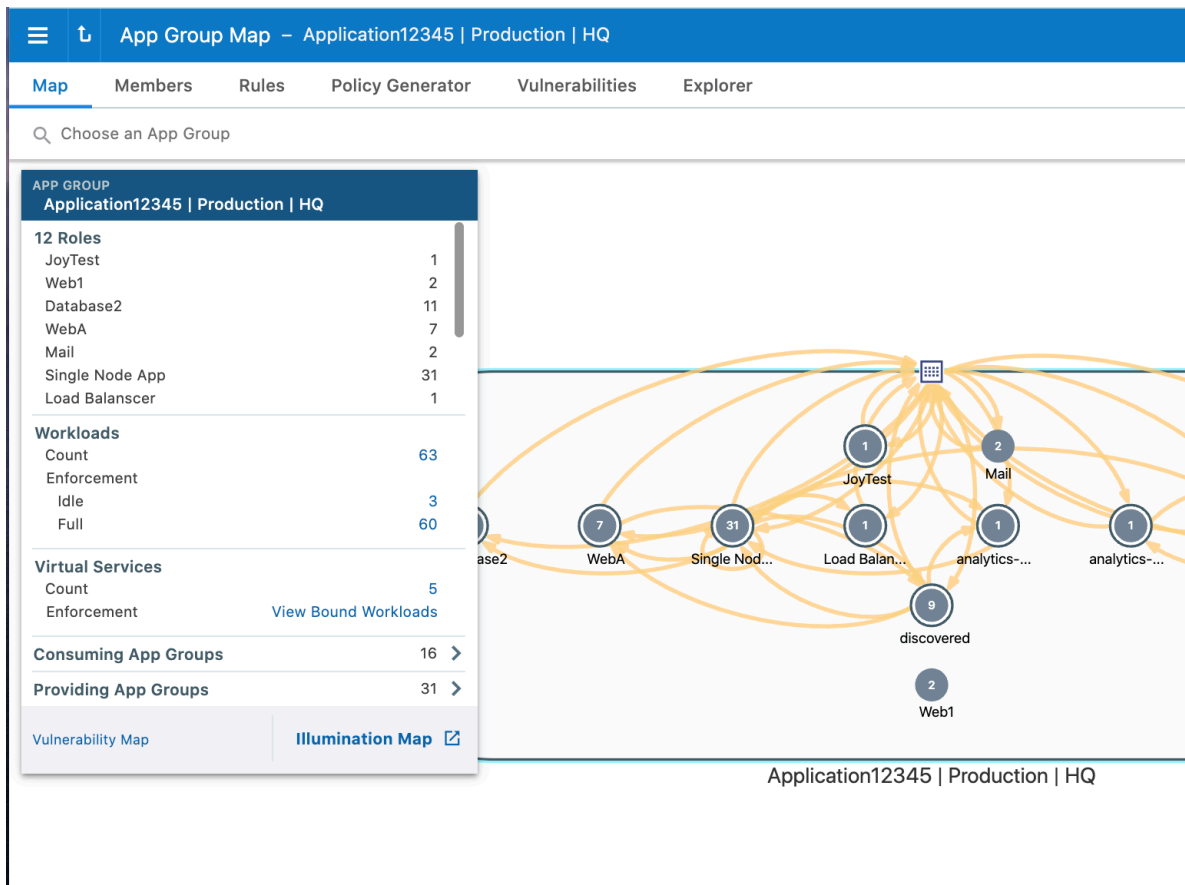 App Group Map – Application12345 | Production | HQ
Map Members Rules Policy Generator Vulnerabilities Explorer
Choose an App Group
APP GROUP
Application12345 | Production | HQ
12 Roles
JoyTest 1
Web1 2
Database2 11
WebA 7
Mail 2
Single Node App 31
Load Balanscer 1
Workloads
Count 63
Enforcement
Idle 3
Full 60
Virtual Services
Count 5
Enforcement View Bound Workloads
Consuming App Groups 16
Providing App Groups 31
Vulnerability Map Illumination Map
1 2
JoyTest Mail
7 31 1 1 1
ase2 WebA Single Nod... Load Balan... analytics-... analytics-...
9
discovered
2
Web1
Application12345 | Production | HQ